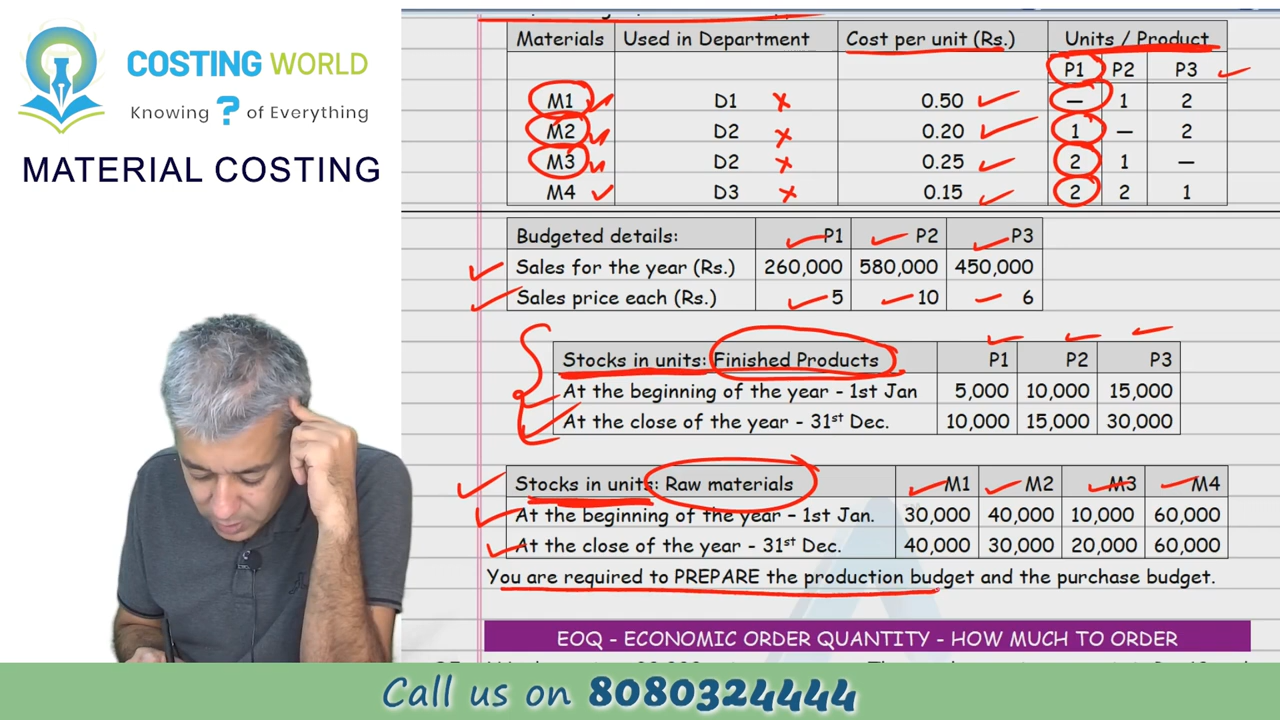 COSTING WORLD
Knowing ? of Everything
MATERIAL COSTING
Materials Used in Department Cost per unit (Rs.) Units / Product
P1 P2 P3
M1 D1 0.50 — 1 2
M2 D2 0.20 1 — 2
M3 D2 0.25 2 1 —
M4 D3 0.15 2 2 1
Budgeted details: P1 P2 P3
Sales for the year (Rs.) 260,000 580,000 450,000
Sales price each (Rs.) 5 10 6
Stocks in units: Finished Products P1 P2 P3
At the beginning of the year - 1st Jan 5,000 10,000 15,000
At the close of the year - 31st Dec. 10,000 15,000 30,000
Stocks in units: Raw materials M1 M2 M3 M4
At the beginning of the year – 1st Jan. 30,000 40,000 10,000 60,000
At the close of the year - 31st Dec. 40,000 30,000 20,000 60,000
You are required to PREPARE the production budget and the purchase budget.
EOQ - ECONOMIC ORDER QUANTITY - HOW MUCH TO ORDER
Call us on 8080324444